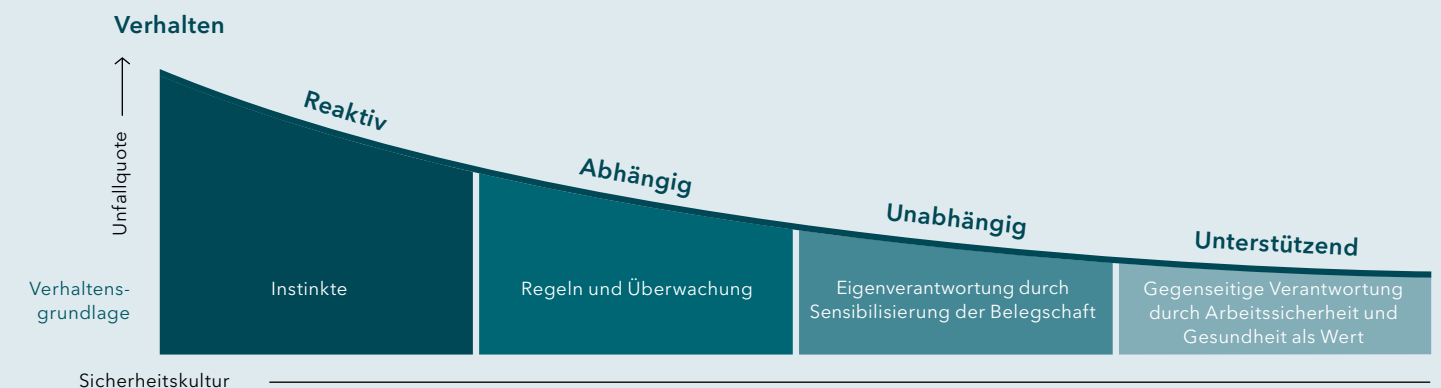 Verhalten
Unfallquote
Reaktiv
Abhängig
Unabhängig
Unterstützend
Verhaltens-
grundlage
Instinkte
Regeln und Überwachung
Eigenverantwortung durch
Sensibilisierung der Belegschaft
Gegenseitige Verantwortung
durch Arbeitssicherheit und
Gesundheit als Wert
Sicherheitskultur